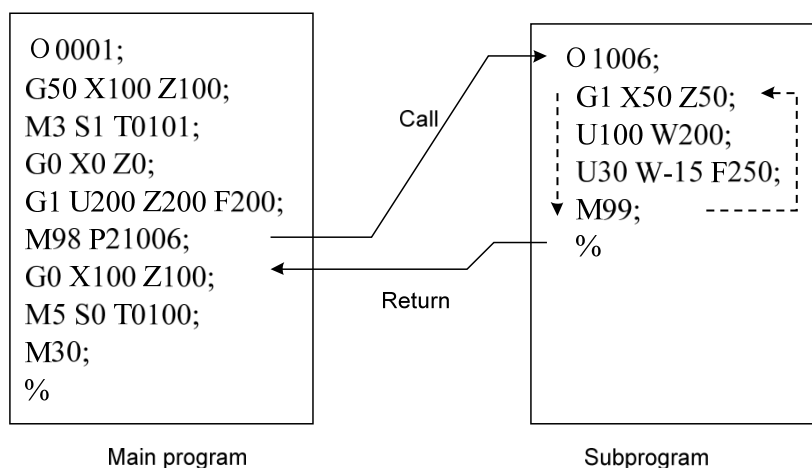 O 0001;
G50 X100 Z100;
M3 S1 T0101;
G0 X0 Z0;
G1 U200 Z200 F200;
M98 P21006;
G0 X100 Z100;
M5 S0 T0100;
M30;
%
Main program
Call
Return
O 1006;
G1 X50 Z50;
U100 W200;
U30 W-15 F250;
M99;
%
Subprogram